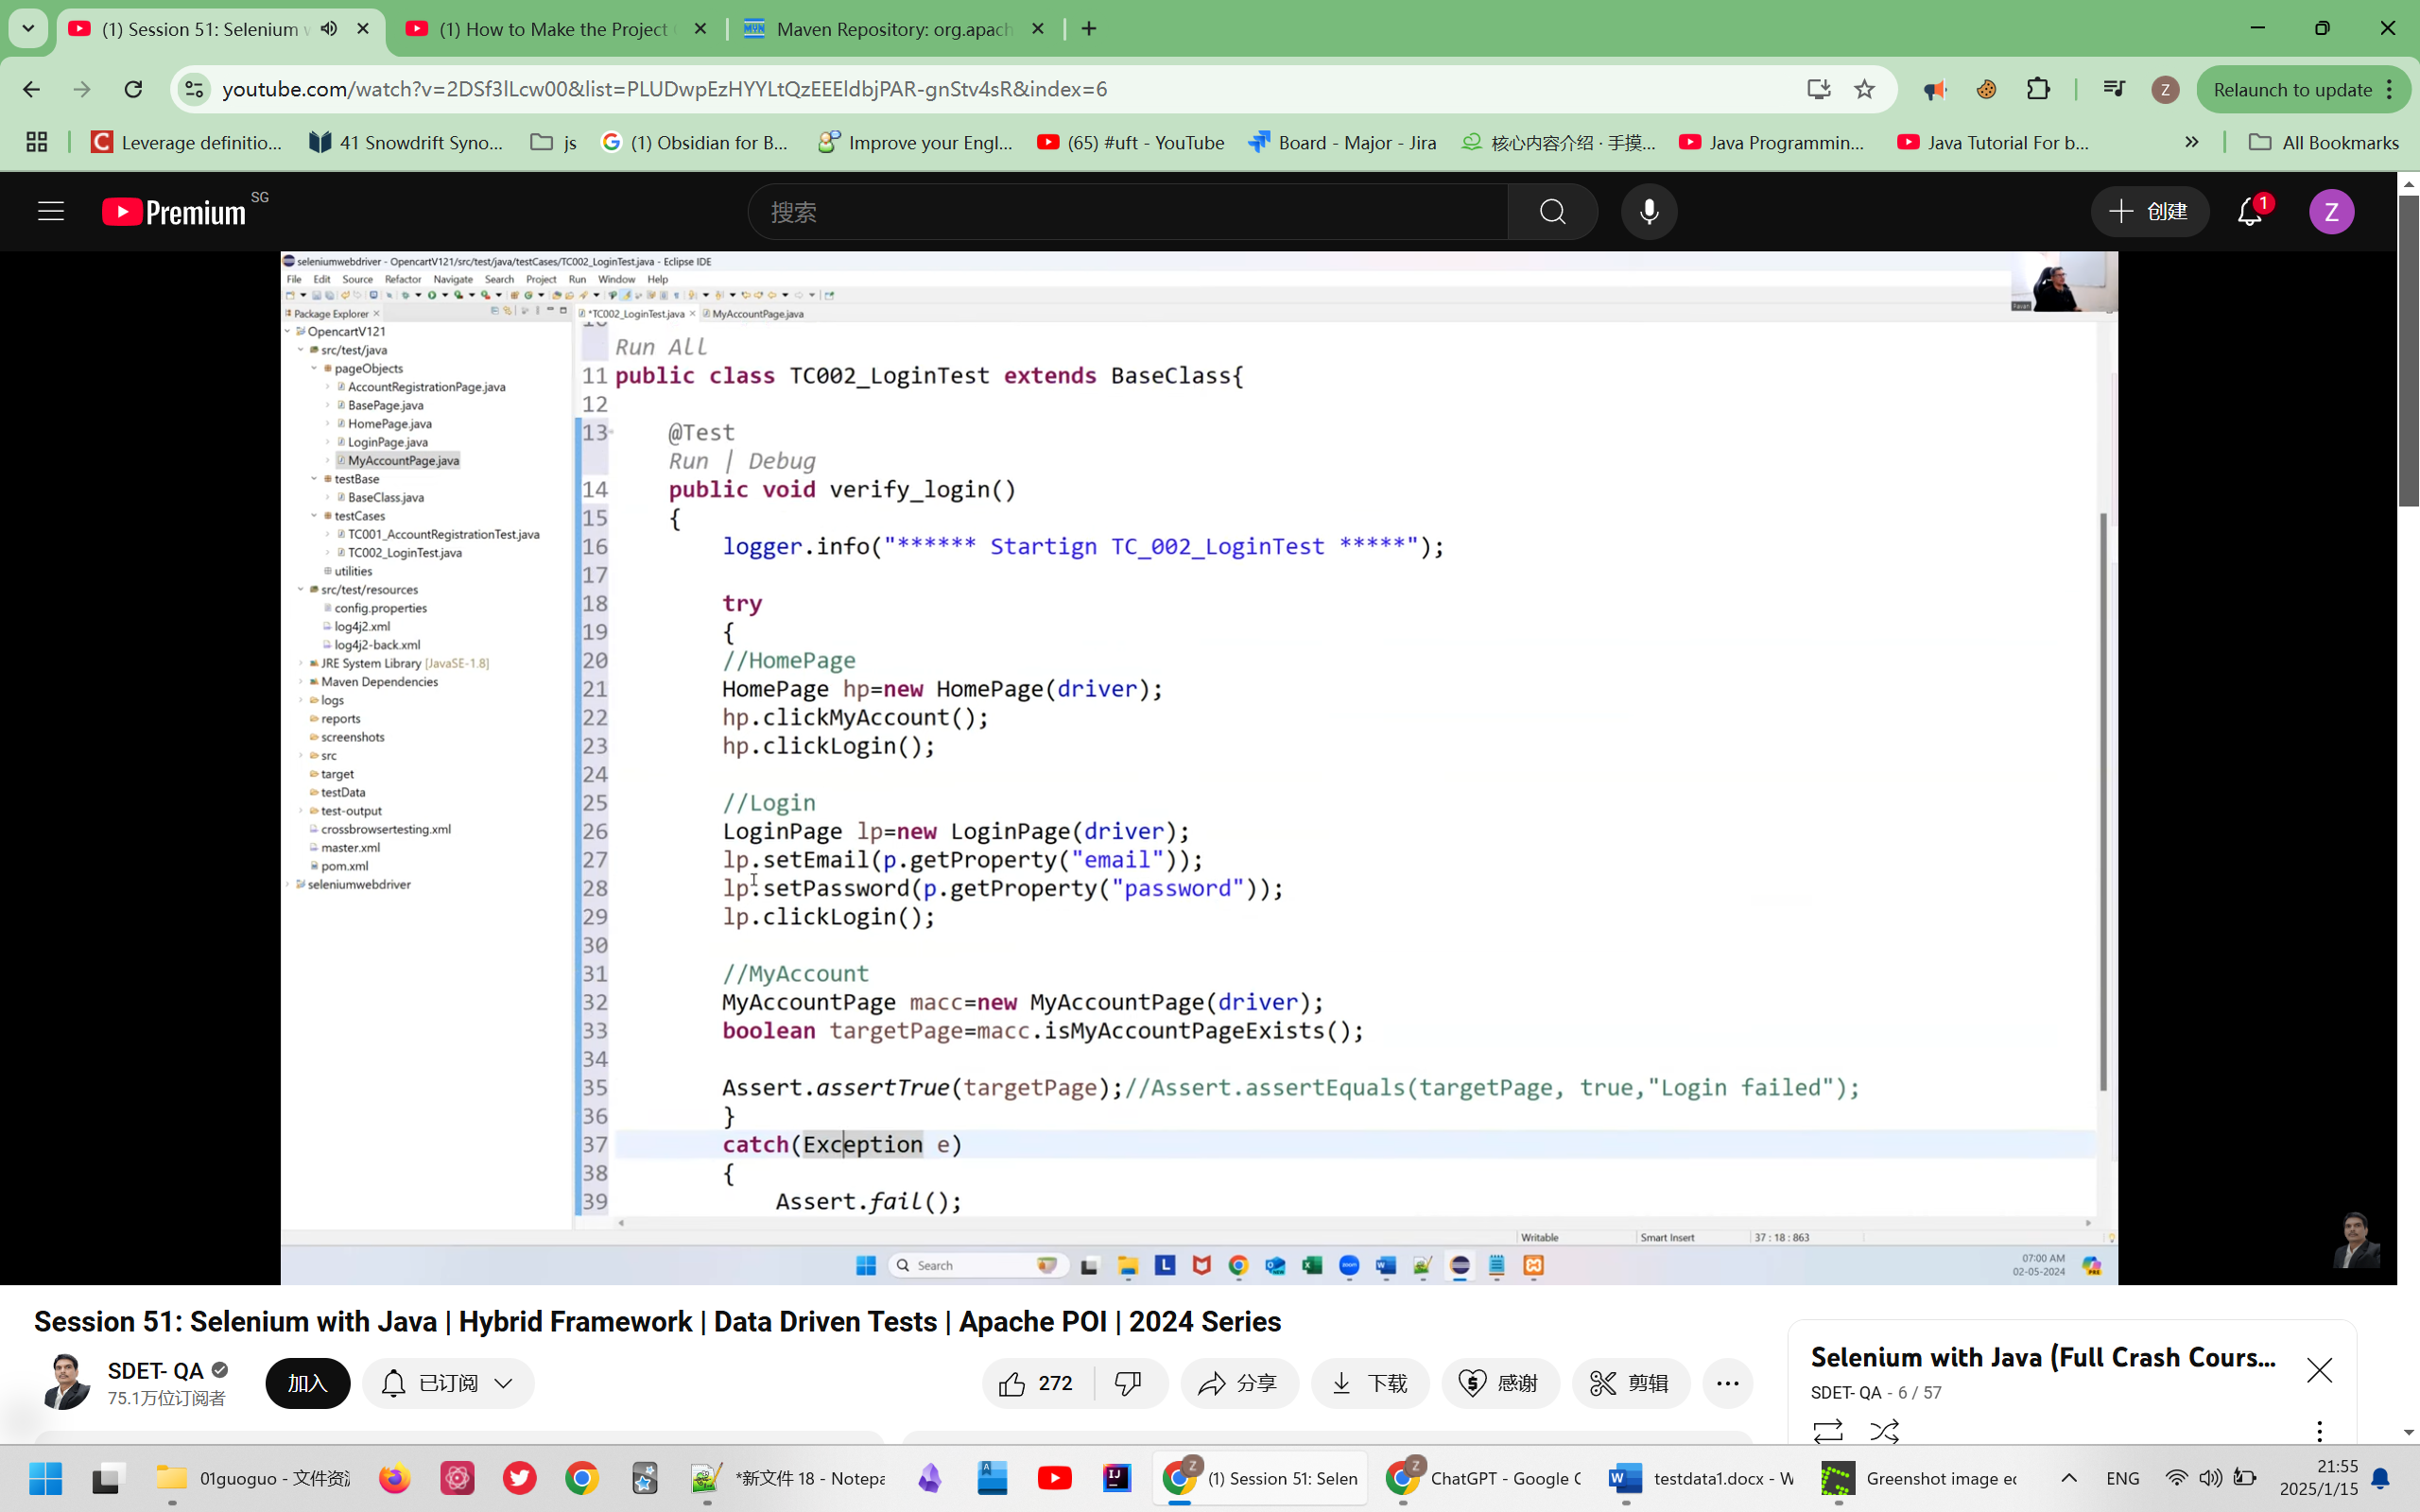 (1) Session 51: Selenium w
(1) How to Make the Project
Maven Repository: org.apach
youtube.com/watch?v=2DSf3lLcw00&list=PLUDwpEzHYYLtQzEEEldbjPAR-gnStv4sR&index=6
Z
Relaunch to update
Leverage definitio...
41 Snowdrift Syno...
js
(1) Obsidian for B...
Improve your Engl...
(65) #uft - YouTube
Board - Major - Jira
核心内容介绍 · 手摸...
Java Programmin...
Java Tutorial For b...
All Bookmarks
Premium SG
搜索
创建
1
Z
seleniumwebdriver - OpencartV121/src/test/java/testCases/TC002_LoginTest.java - Eclipse IDE
File Edit Source Refactor Navigate Search Project Run Window Help
Package Explorer
*TC002_LoginTest.java
MyAccountPage.java
OpencartV121
src/test/java
pageObjects
AccountRegistrationPage.java
BasePage.java
HomePage.java
LoginPage.java
MyAccountPage.java
testBase
BaseClass.java
testCases
TC001_AccountRegistrationTest.java
TC002_LoginTest.java
utilities
src/test/resources
config.properties
log4j2.xml
log4j2-back.xml
JRE System Library [JavaSE-1.8]
Maven Dependencies
logs
reports
screenshots
src
target
testData
test-output
crossbrowsertesting.xml
master.xml
pom.xml
seleniumwebdriver
Run All
11 public class TC002_LoginTest extends BaseClass{
12
13 @Test
Run | Debug
14 public void verify_login()
15 {
16 logger.info("****** Startign TC_002_LoginTest *****");
17
18 try
19 {
20 //HomePage
21 HomePage hp=new HomePage(driver);
22 hp.clickMyAccount();
23 hp.clickLogin();
24
25 //Login
26 LoginPage lp=new LoginPage(driver);
27 lp.setEmail(p.getProperty("email"));
28 lp.setPassword(p.getProperty("password"));
29 lp.clickLogin();
30
31 //MyAccount
32 MyAccountPage macc=new MyAccountPage(driver);
33 boolean targetPage=macc.isMyAccountPageExists();
34
35 Assert.assertTrue(targetPage);//Assert.assertEquals(targetPage, true,"Login failed");
36 }
37 catch(Exception e)
38 {
39 Assert.fail();
Writable
Smart Insert
37 : 18 : 863
Search
07:00 AM
02-05-2024
Session 51: Selenium with Java | Hybrid Framework | Data Driven Tests | Apache POI | 2024 Series
SDET- QA
75.1万位订阅者
加入
已订阅
272
分享
下载
感谢
剪辑
Selenium with Java (Full Crash Cours...
SDET- QA - 6 / 57
01guoguo - 文件资
*新文件 18 - Notepa
(1) Session 51: Selen
ChatGPT - Google C
testdata1.docx - W
Greenshot image ec
ENG
21:55
2025/1/15